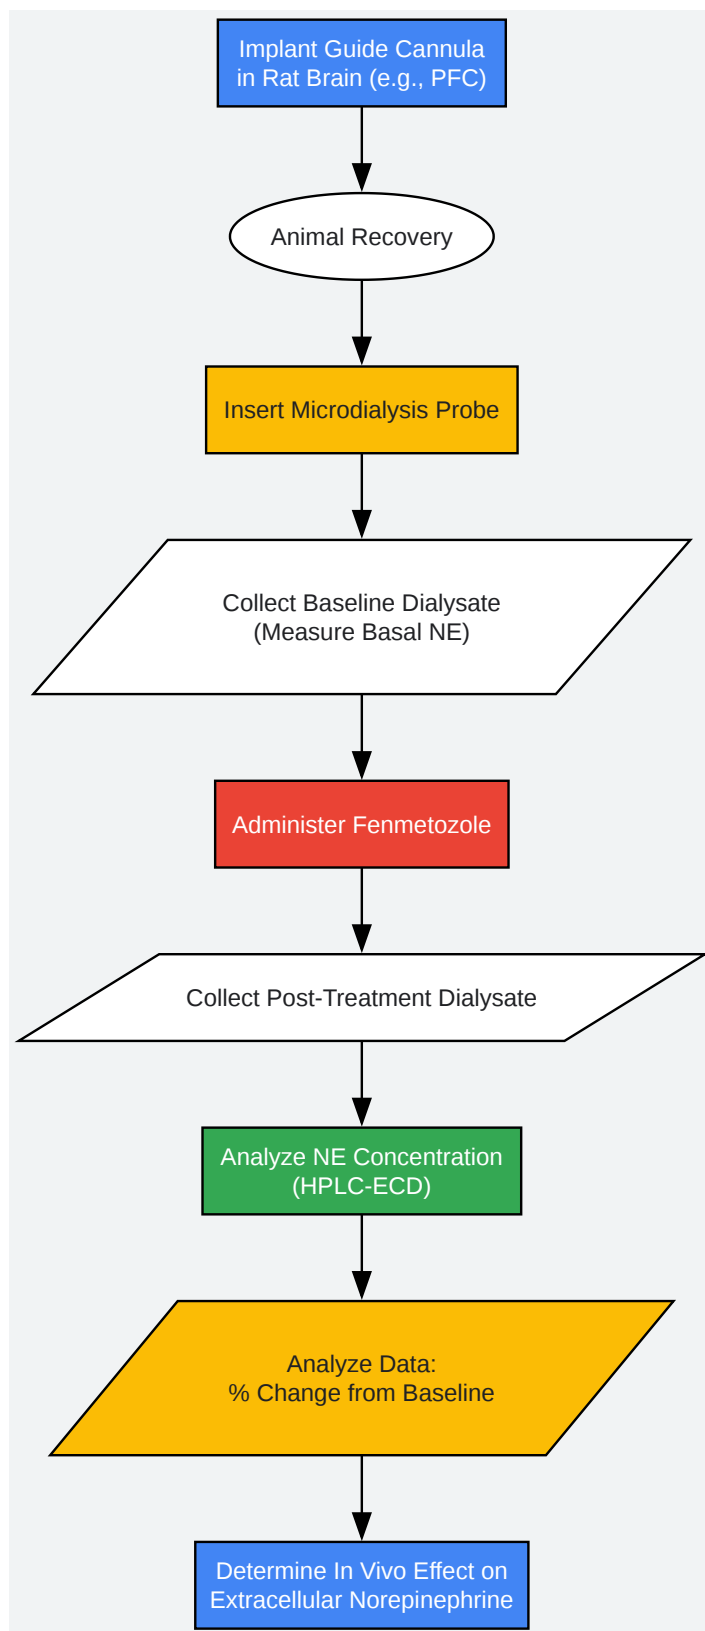 Implant Guide Cannula
in Rat Brain (e.g., PFC)
Animal Recovery
Insert Microdialysis Probe
Collect Baseline Dialysate
(Measure Basal NE)
Administer Fenmetozole
Collect Post-Treatment Dialysate
Analyze NE Concentration
(HPLC-ECD)
Analyze Data:
% Change from Baseline
Determine In Vivo Effect on
Extracellular Norepinephrine